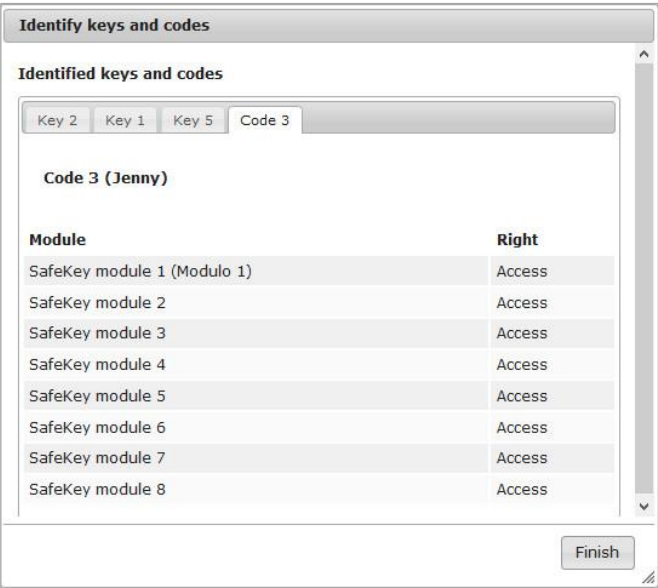 Identify keys and codes
Identified keys and codes
Key 2 Key 1 Key 5 Code 3
Code 3 (Jenny)
Module Right
SafeKey module 1 (Modulo 1) Access
SafeKey module 2 Access
SafeKey module 3 Access
SafeKey module 4 Access
SafeKey module 5 Access
SafeKey module 6 Access
SafeKey module 7 Access
SafeKey module 8 Access
Finish